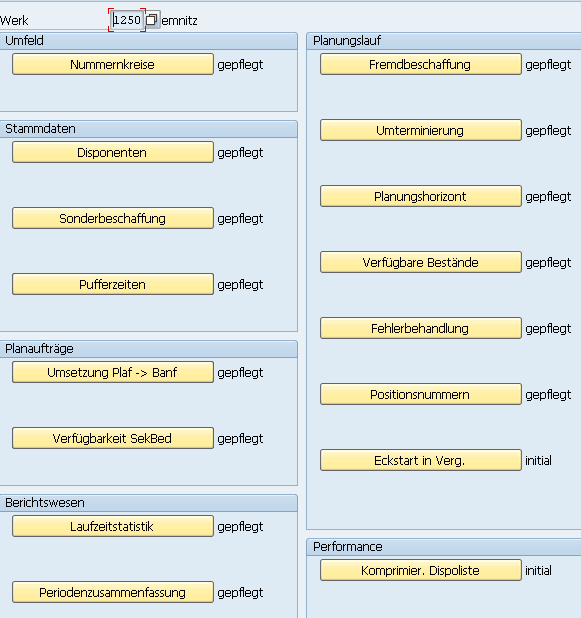 Werk 1250 emnitz
Umfeld
Nummernkreise gepflegt
Stammdaten
Disponenten gepflegt
Sonderbeschaffung gepflegt
Pufferzeiten gepflegt
Planaufträge
Umsetzung Plaf -> Banf gepflegt
Verfügbarkeit SekBed gepflegt
Berichtswesen
Laufzeitstatistik gepflegt
Periodenzusammenfassung gepflegt
Planungslauf
Fremdbeschaffung gepflegt
Umterminierung gepflegt
Planungshorizont gepflegt
Verfügbare Bestände gepflegt
Fehlerbehandlung gepflegt
Positionsnummern gepflegt
Eckstart in Verg. initial
Performance
Komprimier. Dispoliste initial